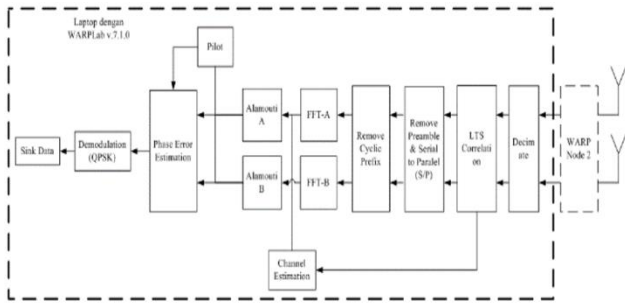 Laptop dengan
WARPLab v.7.1.0
Pilot
Sink Data
Demodulation
(QPSK)
Phase Error
Estimation
Alamouti
A
Alamouti
B
FFT-A
FFT-B
Remove
Cyclic
Prefix
Remove
Preamble
& Serial
to Paralel
(S/P)
LTS
Correlati
on
Decim
ate
WARP
Node 2
Channel
Estimation